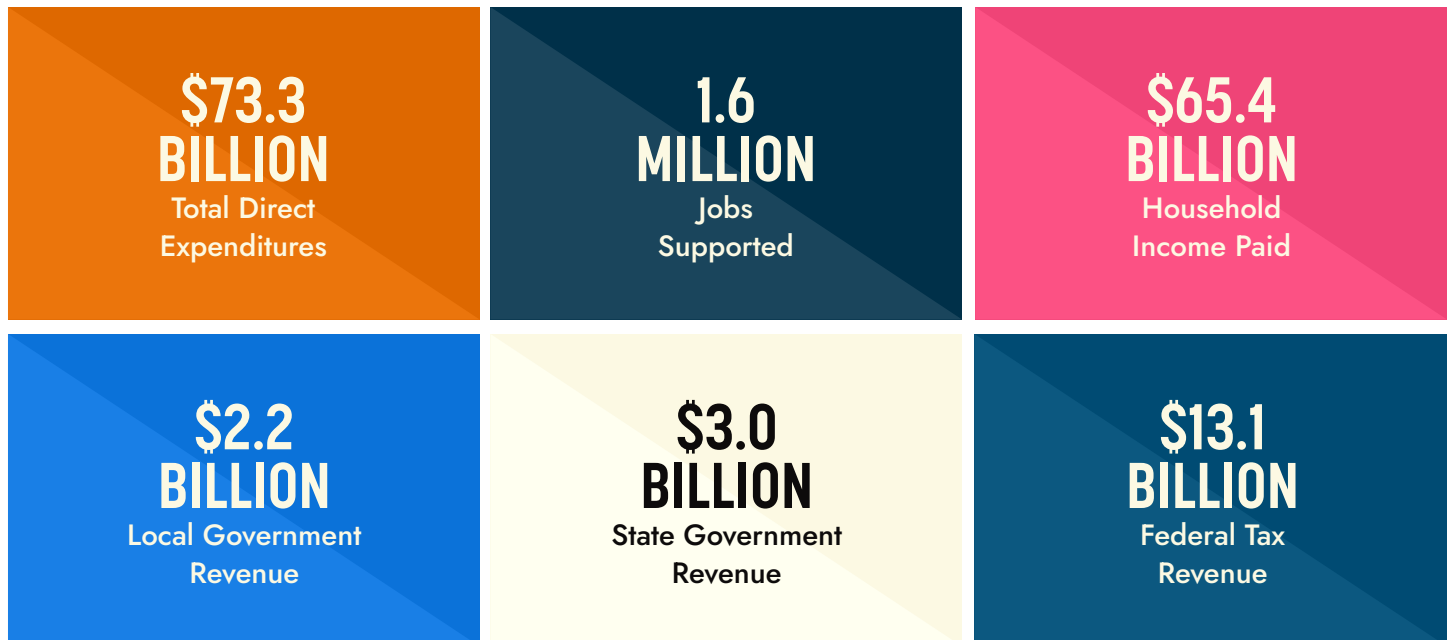 $73.3
BILLION
Total Direct
Expenditures
1.6
MILLION
Jobs
Supported
$65.4
BILLION
Household
Income Paid
$2.2
BILLION
Local Government
Revenue
$3.0
BILLION
State Government
Revenue
$13.1
BILLION
Federal Tax
Revenue